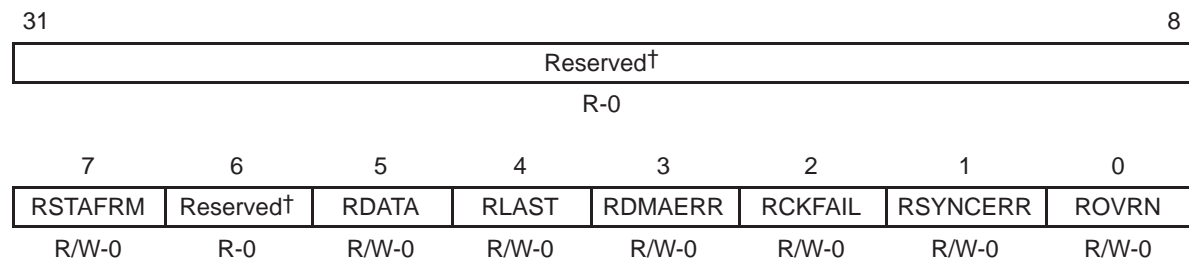 31 8
Reserved†
R-0
7 6 5 4 3 2 1 0
RSTAFRM Reserved† RDATA RLAST RDMAERR RCKFAIL RSYNCERR ROVRN
R/W-0 R-0 R/W-0 R/W-0 R/W-0 R/W-0 R/W-0 R/W-0